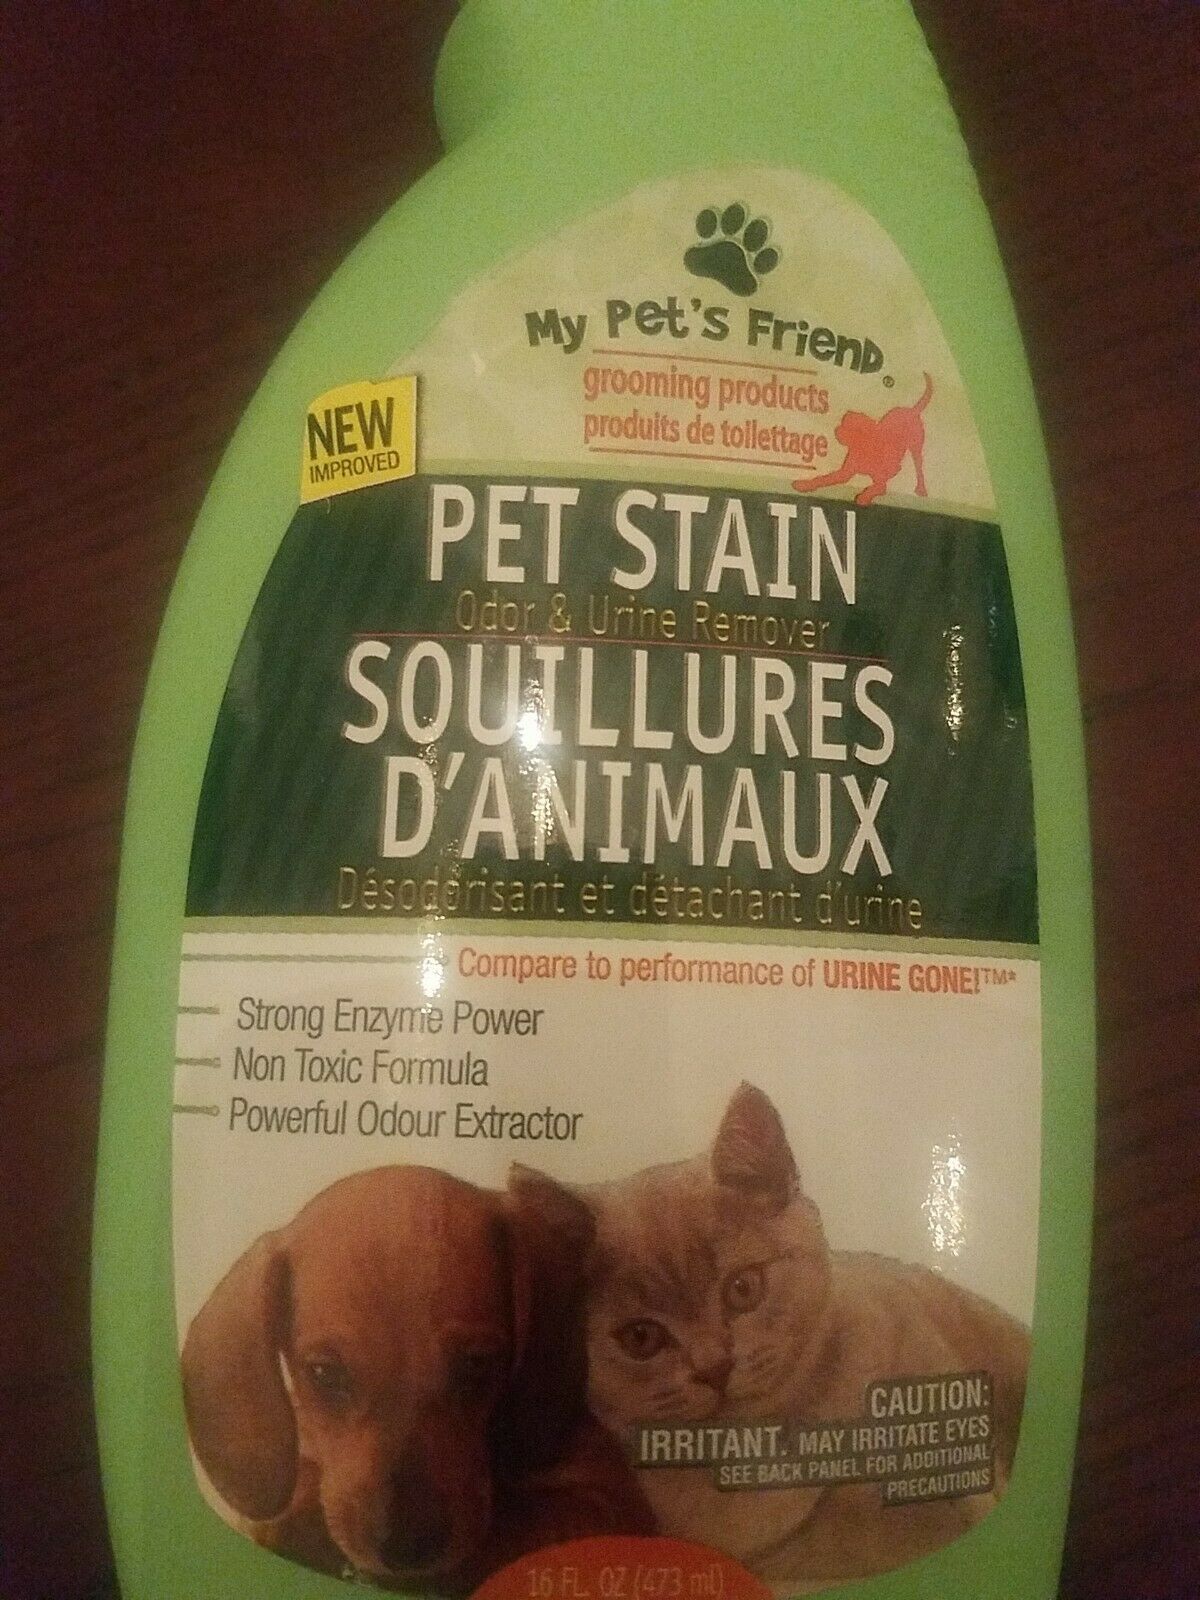 My Pet's Friend®
grooming products
produits de toilettage
NEW
IMPROVED
PET STAIN
Odor & Urine Remover
SOUILLURES
D'ANIMAUX
Désodorisant et détachant d'urine
Compare to performance of URINE GONE!™*
Strong Enzyme Power
Non Toxic Formula
Powerful Odour Extractor
CAUTION:
IRRITANT. MAY IRRITATE EYES
SEE BACK PANEL FOR ADDITIONAL
PRECAUTIONS
16 FL. OZ (473 ml)